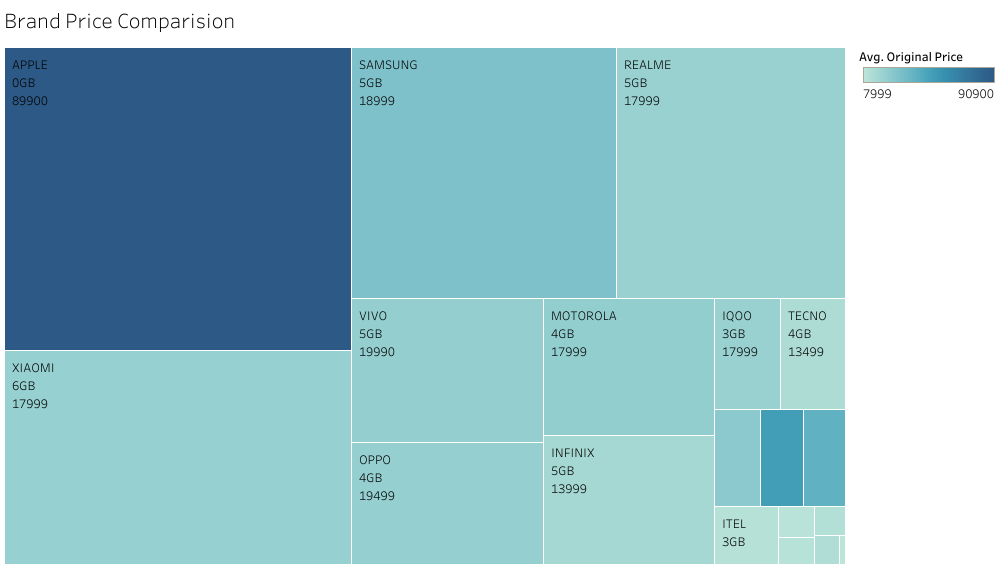 Brand Price Comparision
APPLE
0GB
89900
SAMSUNG
5GB
18999
REALME
5GB
17999
Avg. Original Price
7999 90900
XIAOMI
6GB
17999
VIVO
5GB
19990
MOTOROLA
4GB
17999
IQOO
3GB
17999
TECNO
4GB
13499
OPPO
4GB
19499
INFINIX
5GB
13999
ITEL
3GB